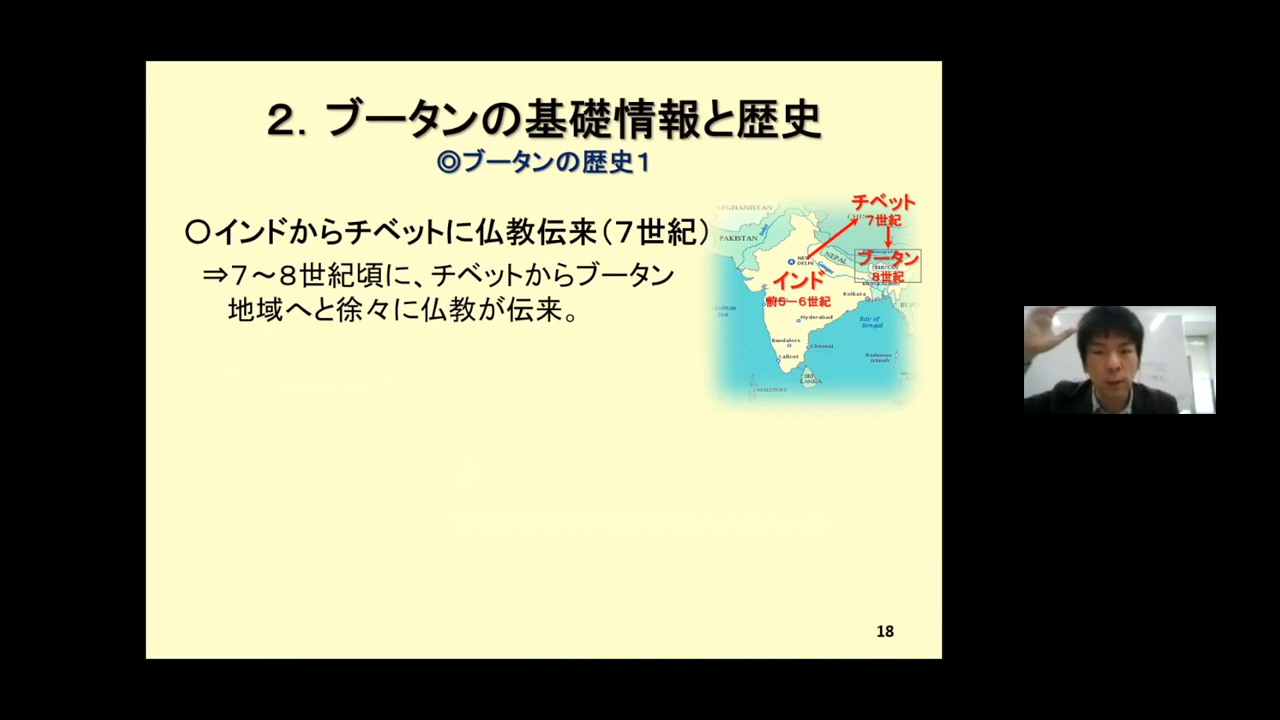 ２．ブータンの基礎情報と歴史
◎ブータンの歴史１
〇インドからチベットに仏教伝来（７世紀）
⇒７～８世紀頃に、チベットからブータン
地域へと徐々に仏教が伝来。
AFGHANISTAN
チベット
７世紀
PAKISTAN
Indus
NEW DELHI
NEPAL
Ganges
ブータン
８世紀
インド
前５－６世紀
Kolkata
Arabian Sea
Hyderabad
Bay of Bengal
Bangalore
Chennai
Calicut
Andaman Islands
SRI LANKA
MALDIVES
18